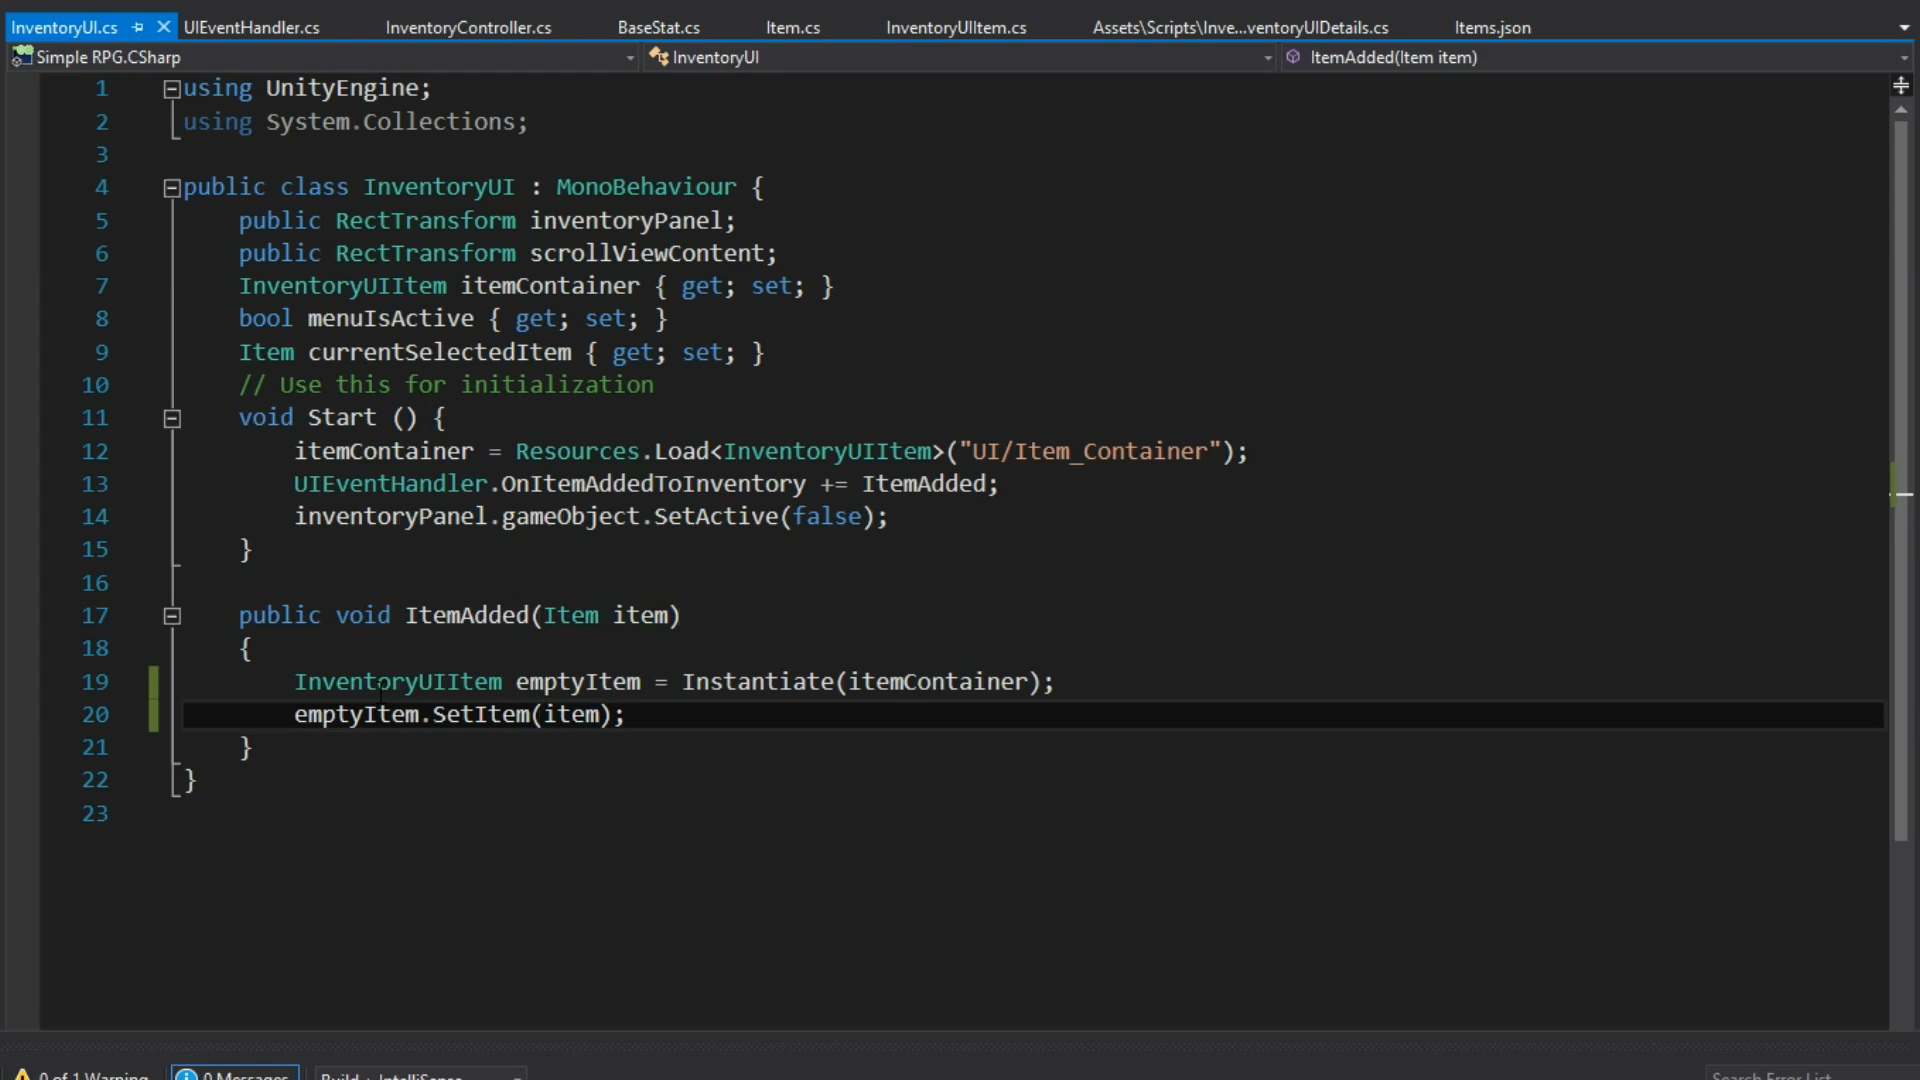 InventoryUI.cs UIEventHandler.cs InventoryController.cs BaseStat.cs Item.cs InventoryUIItem.cs Assets\Scripts\Inve...ventoryUIDetails.cs Items.json
Simple RPG.CSharp InventoryUI ItemAdded(Item item)
1 using UnityEngine;
2 using System.Collections;
3
4 public class InventoryUI : MonoBehaviour {
5 public RectTransform inventoryPanel;
6 public RectTransform scrollViewContent;
7 InventoryUIItem itemContainer { get; set; }
8 bool menuIsActive { get; set; }
9 Item currentSelectedItem { get; set; }
10 // Use this for initialization
11 void Start () {
12 itemContainer = Resources.Load<InventoryUIItem>("UI/Item_Container");
13 UIEventHandler.OnItemAddedToInventory += ItemAdded;
14 inventoryPanel.gameObject.SetActive(false);
15 }
16
17 public void ItemAdded(Item item)
18 {
19 InventoryUIItem emptyItem = Instantiate(itemContainer);
20 emptyItem.SetItem(item);
21 }
22 }
23
0 of 1 Warning 0 Messages Build + IntelliSense Search Error List